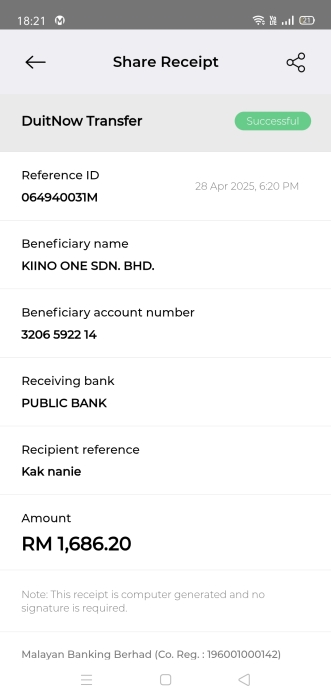 18:21
21
Share Receipt
DuitNow Transfer
Successful
Reference ID
064940031M
28 Apr 2025, 6:20 PM
Beneficiary name
KIINO ONE SDN. BHD.
Beneficiary account number
3206 5922 14
Receiving bank
PUBLIC BANK
Recipient reference
Kak nanie
Amount
RM 1,686.20
Note: This receipt is computer generated and no
signature is required.
Malayan Banking Berhad (Co. Reg. : 196001000142)